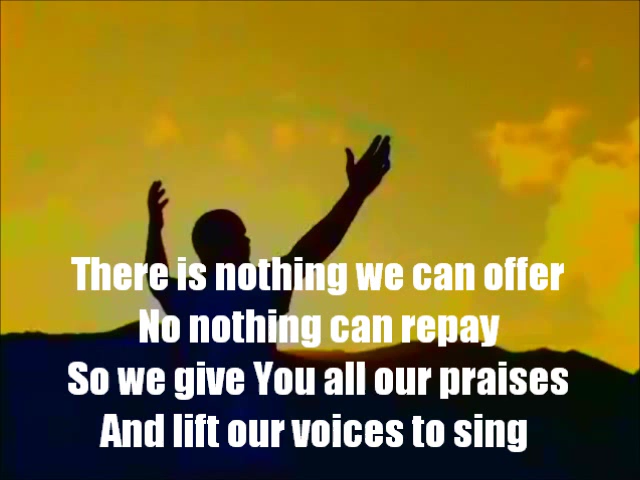 There is nothing we can offer
No nothing can repay
So we give You all our praises
And lift our voices to sing